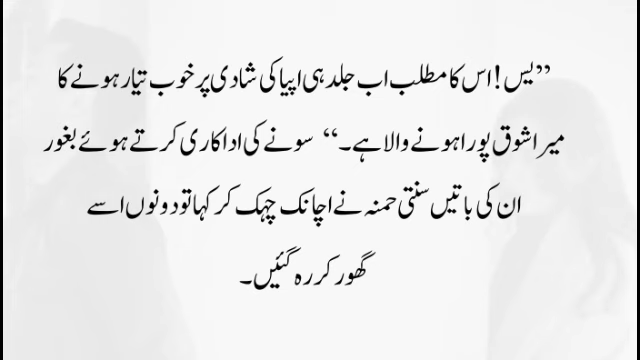 ”یس! اس کا مطلب اب جلد ہی اپیا کی شادی پر خوب تیار ہونے کا
میرا شوق پورا ہونے والا ہے۔“ سونے کی اداکاری کرتے ہوئے بغور
ان کی باتیں سنتی حمنہ نے اچانک چہک کر کہا تو دونوں اسے
گھور کر رہ گئیں۔